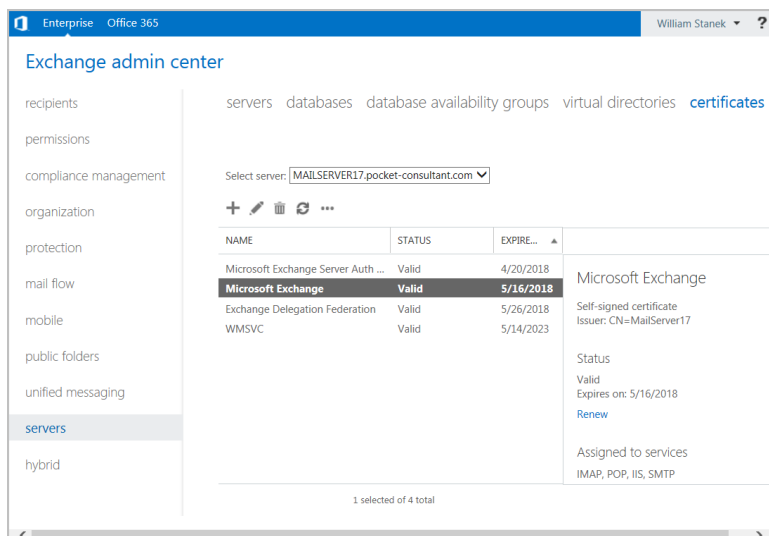 Enterprise Office 365
William Stanek ?
Exchange admin center
recipients
permissions
compliance management
organization
protection
mail flow
mobile
public folders
unified messaging
servers
hybrid
servers databases database availability groups virtual directories certificates
Select server: MAILSERVER17.pocket-consultant.com
NAME STATUS EXPIRE...
Microsoft Exchange Server Auth ... Valid 4/20/2018
Microsoft Exchange Valid 5/16/2018
Exchange Delegation Federation Valid 5/26/2018
WMSVC Valid 5/14/2023
1 selected of 4 total
Microsoft Exchange
Self-signed certificate
Issuer: CN=MailServer17
Status
Valid
Expires on: 5/16/2018
Renew
Assigned to services
IMAP, POP, IIS, SMTP